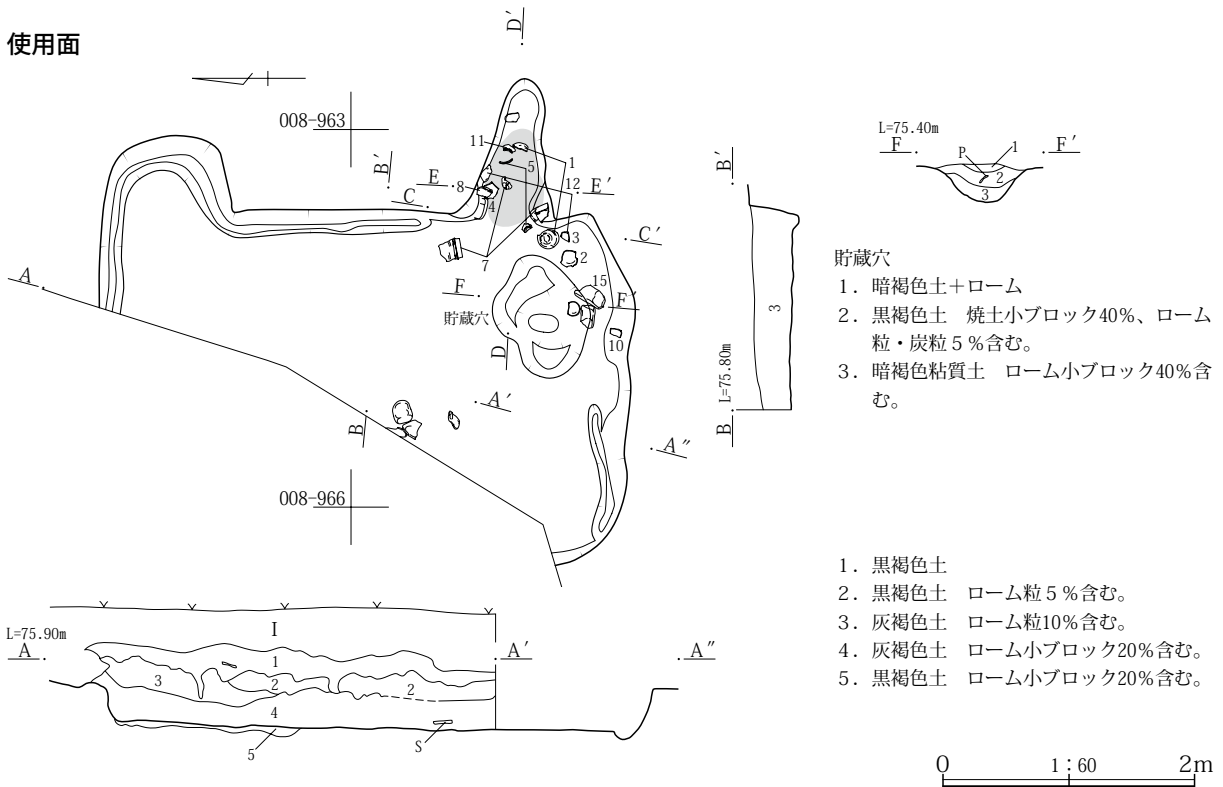 使用面
D′
008-963
B′
E
C
11
1
5
12
E′
8
4
C′
3
2
7
A
F
15
F′
貯蔵穴
D
10
A′
B
A″
008-966
B′
3
L=75.80m
B
L=75.40m
F
F′
P
1
2
3
貯蔵穴
1．暗褐色土＋ローム
2．黒褐色土　焼土小ブロック40％、ローム
粒・炭粒５％含む。
3．暗褐色粘質土　ローム小ブロック40％含
む。
1．黒褐色土
2．黒褐色土　ローム粒５％含む。
3．灰褐色土　ローム粒10％含む。
4．灰褐色土　ローム小ブロック20％含む。
5．黒褐色土　ローム小ブロック20％含む。
L=75.90m
A
A′
A″
I
1
3
2
2
4
5
S
0
1：60
2m